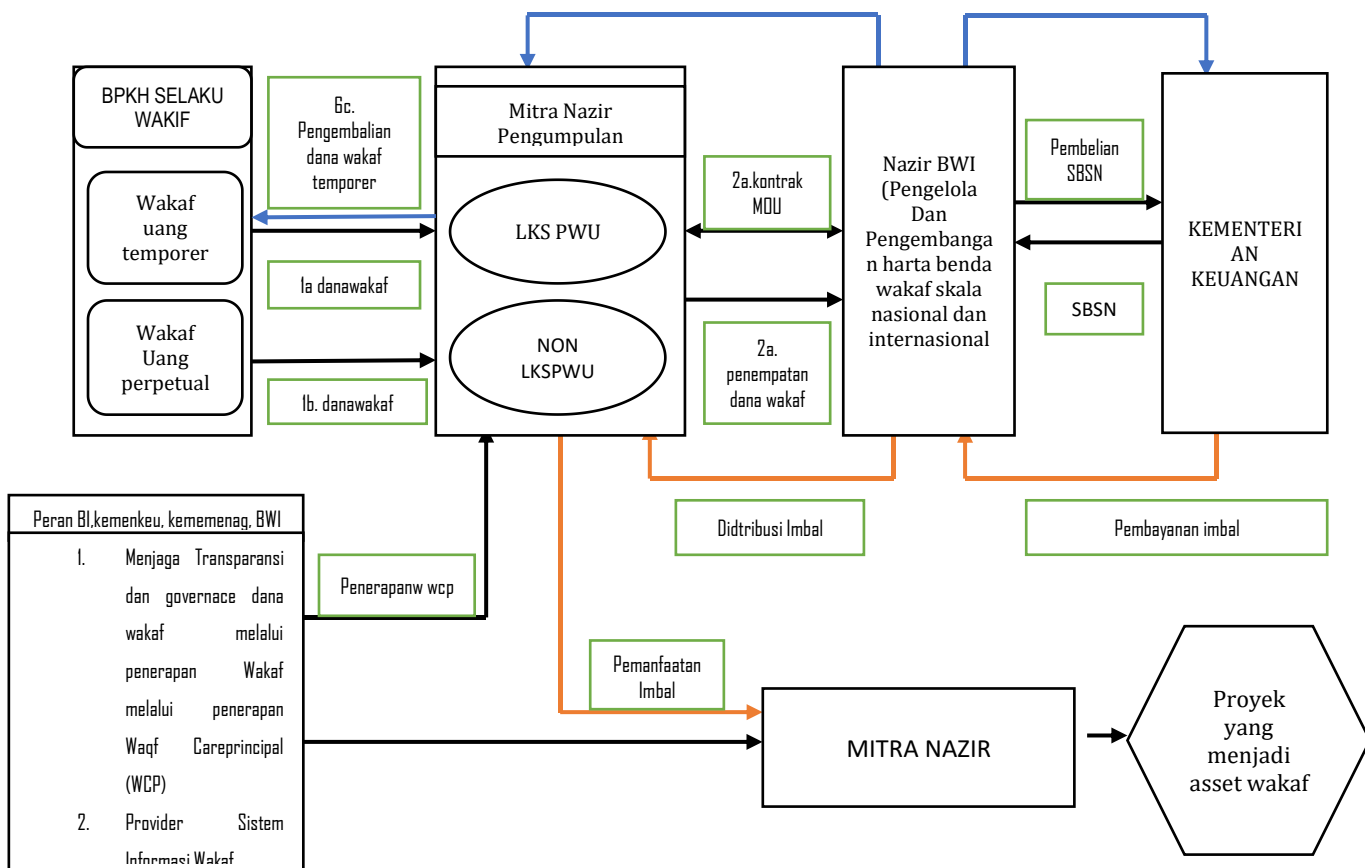 BPKH SELAKU
WAKIF
Wakaf
uang
temporer
Wakaf
Uang
perpetual
6c.
Pengembalian
dana wakaf
temporer
1a danawakaf
1b. danawakaf
Mitra Nazir
Pengumpulan
LKS PWU
NON
LKSPWU
2a.kontrak
MOU
2a.
penempatan
dana wakaf
Nazir BWI
(Pengelola
Dan
Pengembanga
n harta benda
wakaf skala
nasional dan
internasional
Pembelian
SBSN
SBSN
KEMENTERI
AN
KEUANGAN
Didtribusi Imbal
Pembayanan imbal
Peran BI,kemenkeu, kememenag, BWI
1. Menjaga Transparansi
dan governace dana
wakaf melalui
penerapan Wakaf
melalui penerapan
Waqf Careprincipal
(WCP)
2. Provider Sistem
Informasi Wakaf
Penerapanw wcp
Pemanfaatan
Imbal
MITRA NAZIR
Proyek
yang
menjadi
asset wakaf